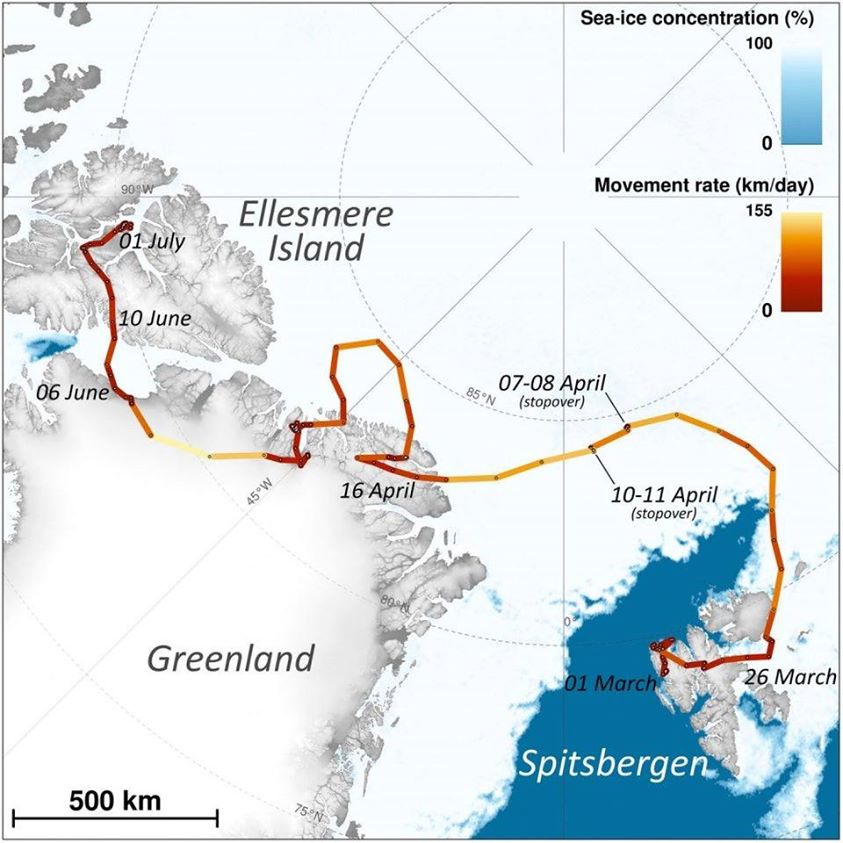 Sea-ice concentration (%)
100
0
Movement rate (km/day)
155
0
90°W
Ellesmere
Island
01 July
10 June
06 June
07-08 April
(stopover)
85°N
16 April
45°W
10-11 April
(stopover)
80°N
0°
Greenland
01 March
26 March
Spitsbergen
500 km
75°N